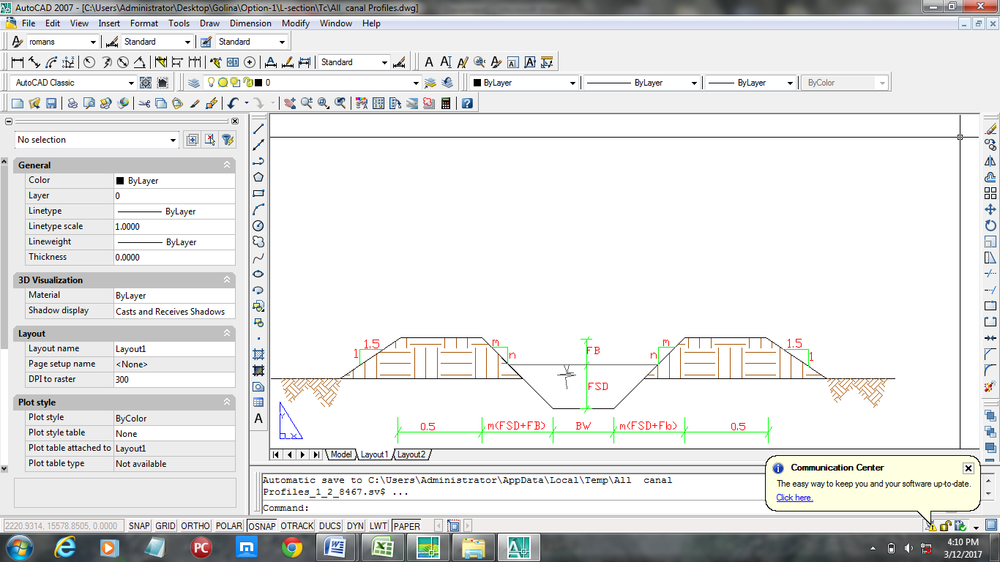 AutoCAD 2007 - [C:\Users\Administrator\Desktop\Golina\Option-1\L-section\Tc\All  canal Profiles.dwg]
File Edit View Insert Format Tools Draw Dimension Modify Window Help
romans Standard Standard
Standard
AutoCAD Classic 0 ByLayer ByLayer ByLayer ByColor
No selection
General
Color ByLayer
Layer 0
Linetype ByLayer
Linetype scale 1.0000
Lineweight ByLayer
Thickness 0.0000
3D Visualization
Material ByLayer
Shadow display Casts and Receives Shadows
Layout
Layout name Layout1
Page setup name <None>
DPI to raster 300
Plot style
Plot style ByColor
Plot style table None
Plot table attached to Layout1
Plot table type Not available
1.5 m FB m 1.5
1 n n 1
FSD
0.5 m(FSD+FB) BW m(FSD+Fb) 0.5
Y
X
Model Layout1 Layout2
Automatic save to C:\Users\Administrator\AppData\Local\Temp\All  canal
Profiles_1_2_8467.sv$ ...
Command:
Communication Center
The easy way to keep you and your software up-to-date.
Click here.
2220.9314, 15578.8505, 0.0000 SNAP GRID ORTHO POLAR OSNAP OTRACK DUCS DYN LWT PAPER
4:10 PM
3/12/2017